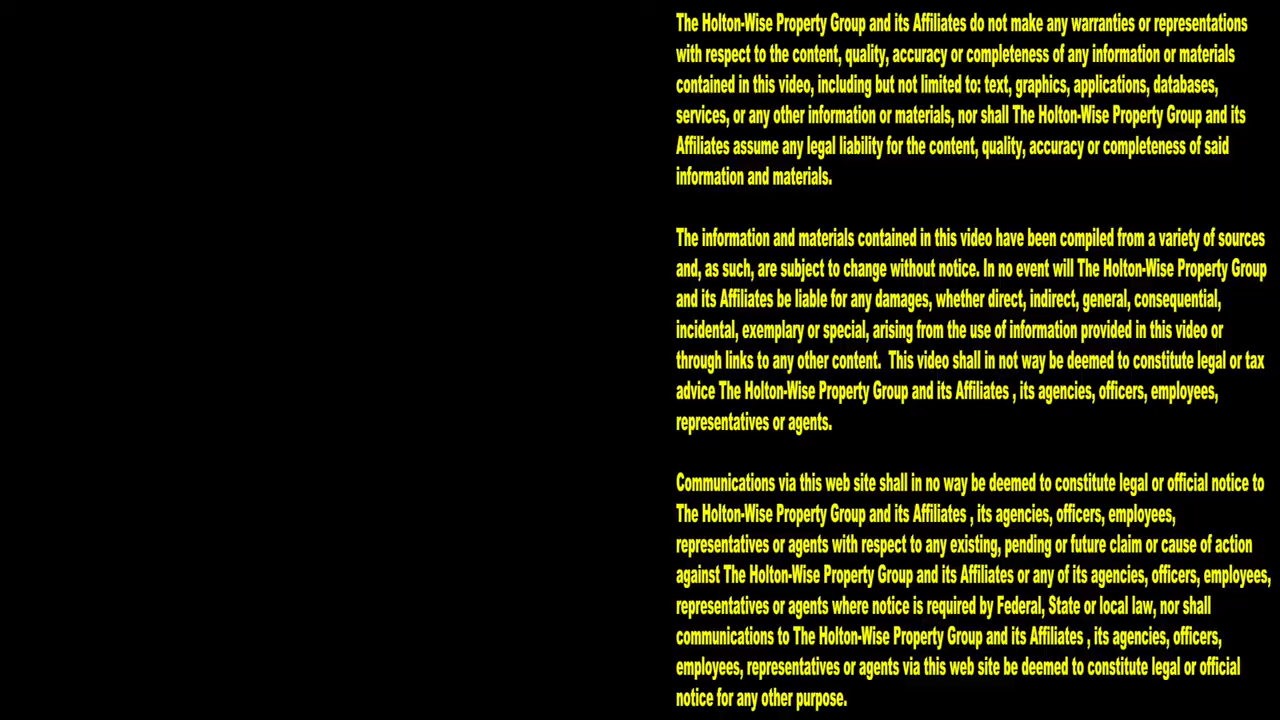 The Holton-Wise Property Group and its Affiliates do not make any warranties or representations
with respect to the content, quality, accuracy or completeness of any information or materials
contained in this video, including but not limited to: text, graphics, applications, databases,
services, or any other information or materials, nor shall The Holton-Wise Property Group and its
Affiliates assume any legal liability for the content, quality, accuracy or completeness of said
information and materials.
The information and materials contained in this video have been compiled from a variety of sources
and, as such, are subject to change without notice. In no event will The Holton-Wise Property Group
and its Affiliates be liable for any damages, whether direct, indirect, general, consequential,
incidental, exemplary or special, arising from the use of information provided in this video or
through links to any other content.  This video shall in not way be deemed to constitute legal or tax
advice The Holton-Wise Property Group and its Affiliates , its agencies, officers, employees,
representatives or agents.
Communications via this web site shall in no way be deemed to constitute legal or official notice to
The Holton-Wise Property Group and its Affiliates , its agencies, officers, employees,
representatives or agents with respect to any existing, pending or future claim or cause of action
against The Holton-Wise Property Group and its Affiliates or any of its agencies, officers, employees,
representatives or agents where notice is required by Federal, State or local law, nor shall
communications to The Holton-Wise Property Group and its Affiliates , its agencies, officers,
employees, representatives or agents via this web site be deemed to constitute legal or official
notice for any other purpose.